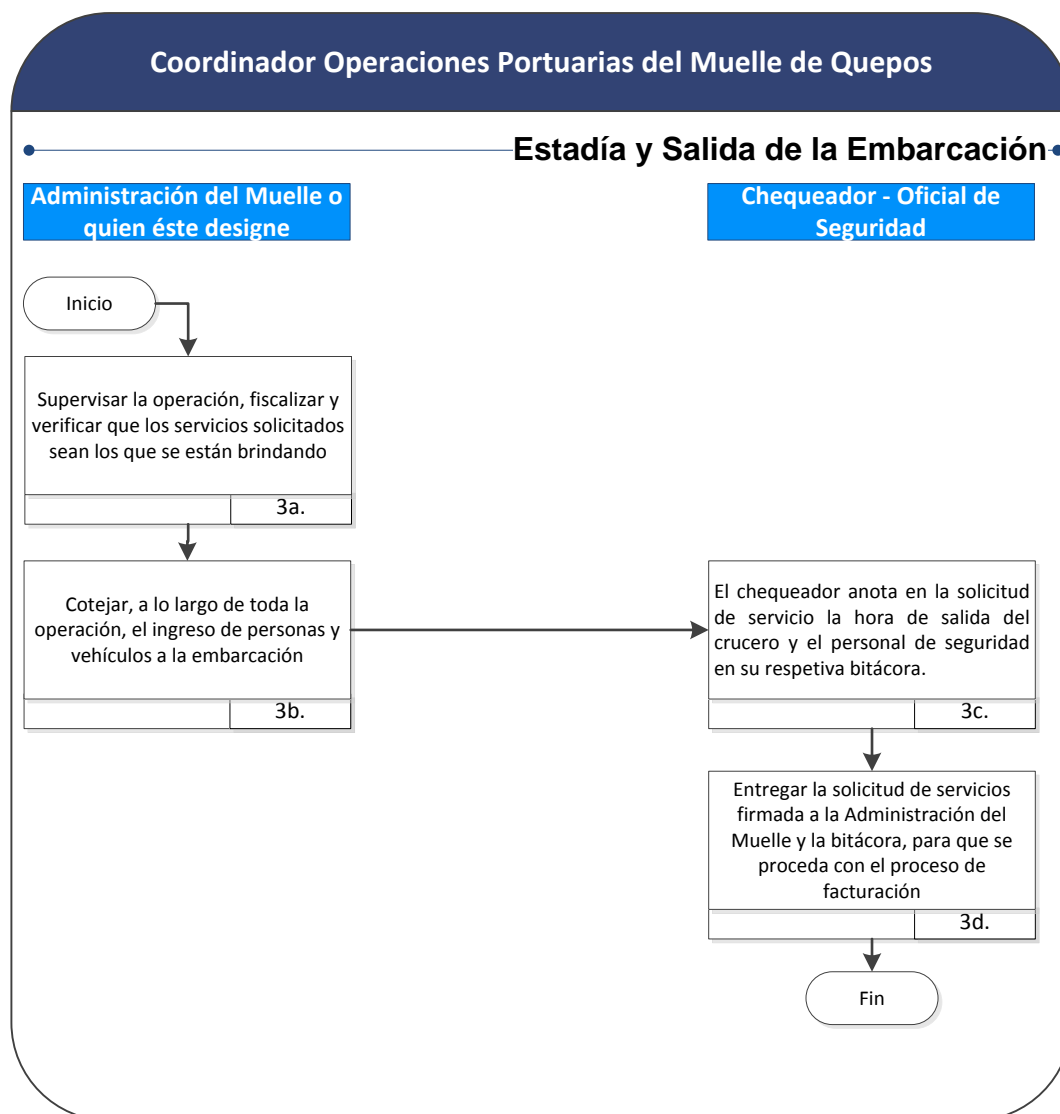 Coordinador Operaciones Portuarias del Muelle de Quepos
Estadía y Salida de la Embarcación
Administración del Muelle o
quien éste designe
Chequeador - Oficial de
Seguridad
Inicio
Supervisar la operación, fiscalizar y
verificar que los servicios solicitados
sean los que se están brindando
3a.
Cotejar, a lo largo de toda la
operación, el ingreso de personas y
vehículos a la embarcación
3b.
El chequeador anota en la solicitud
de servicio la hora de salida del
crucero y el personal de seguridad
en su respetiva bitácora.
3c.
Entregar la solicitud de servicios
firmada a la Administración del
Muelle y la bitácora, para que se
proceda con el proceso de
facturación
3d.
Fin